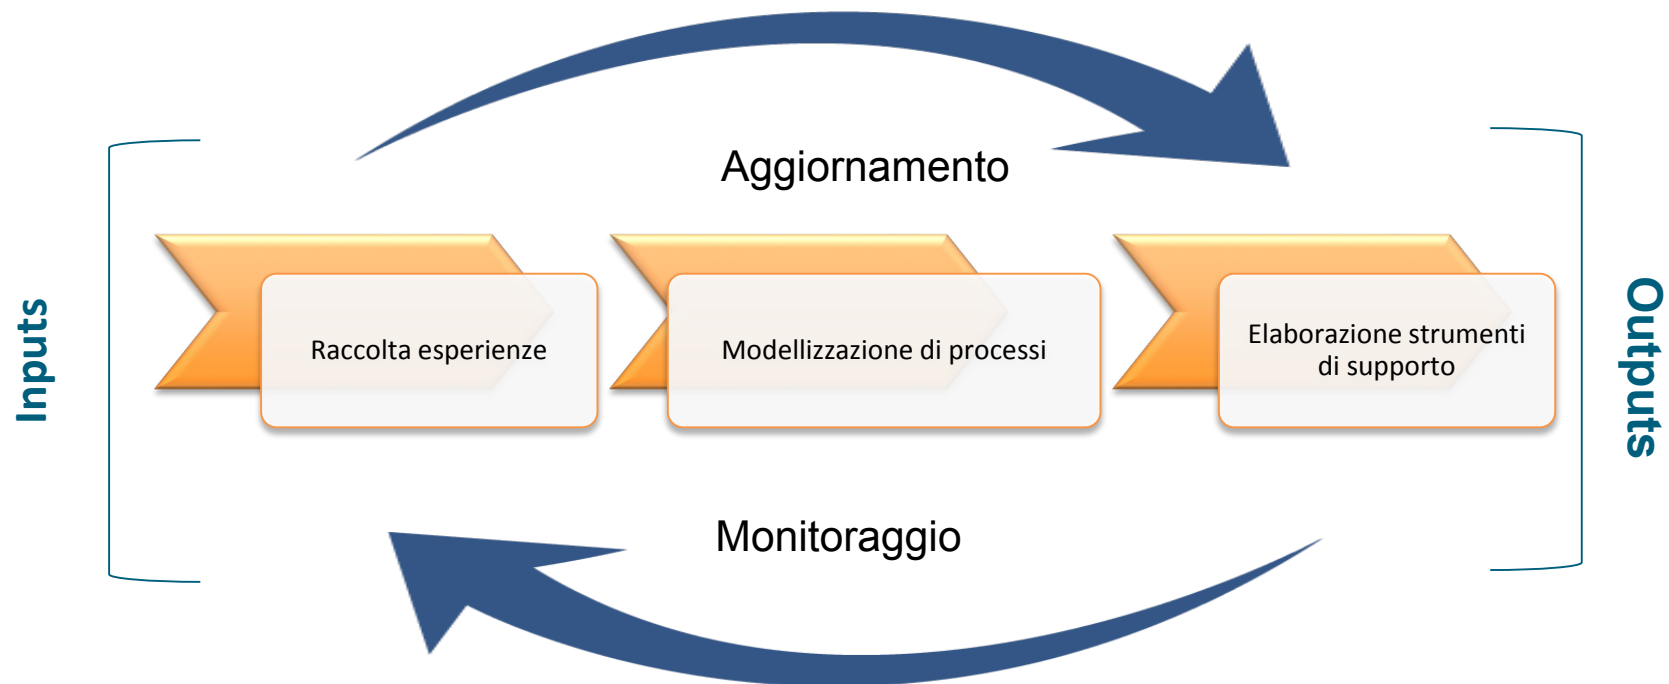 Aggiornamento
Inputs
Raccolta esperienze
Modellizzazione di processi
Elaborazione strumenti
di supporto
Outputs
Monitoraggio